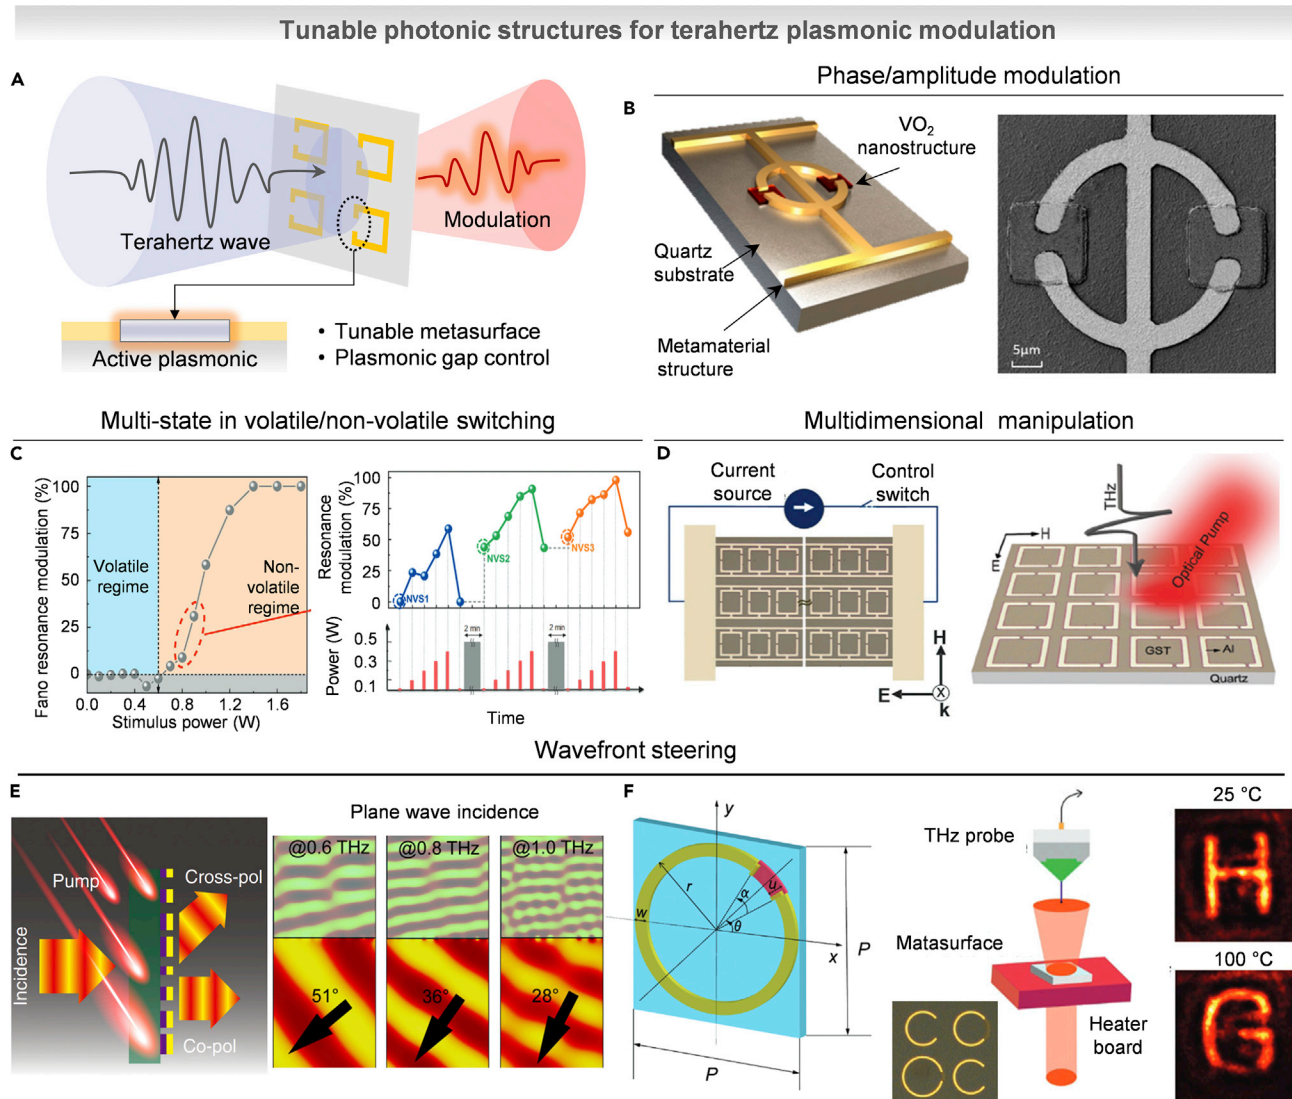 Tunable photonic structures for terahertz plasmonic modulation
A
Terahertz wave
Modulation
Active plasmonic
• Tunable metasurface
• Plasmonic gap control
Phase/amplitude modulation
B
VO2
nanostructure
Quartz
substrate
Metamaterial
structure
5μm
Multi-state in volatile/non-volatile switching
C
Fano resonance modulation (%)
100
75
50
25
0
Volatile
regime
Non-
volatile
regime
0.0 0.4 0.8 1.2 1.6
Stimulus power (W)
Resonance
modulation (%)
100
75
50
25
0
NVS1
NVS2
NVS3
Power (W)
0.5
0.3
0.1
2 mn
2 mn
Time
Multidimensional manipulation
D
Current
source
Control
switch
≈
H
E
X
k
THz
Optical Pump
H
E
GST
Al
Quartz
Wavefront steering
E
Incidence
Pump
Cross-pol
Co-pol
Plane wave incidence
@0.6 THz
@0.8 THz
@1.0 THz
51°
36°
28°
F
y
r
w
α
u
θ
x
P
P
THz probe
Matasurface
Heater
board
25 °C
H
100 °C
G